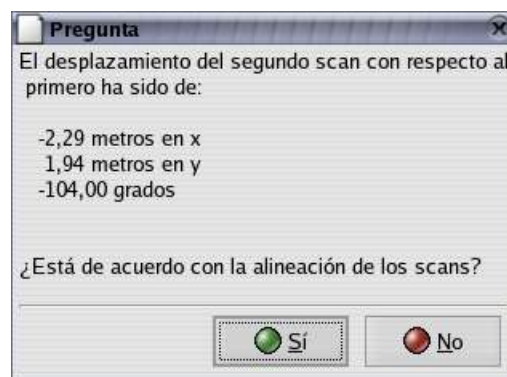 Pregunta
El desplazamiento del segundo scan con respecto al
primero ha sido de:
-2,29 metros en x
1,94 metros en y
-104,00 grados
¿Está de acuerdo con la alineación de los scans?
Sí
No